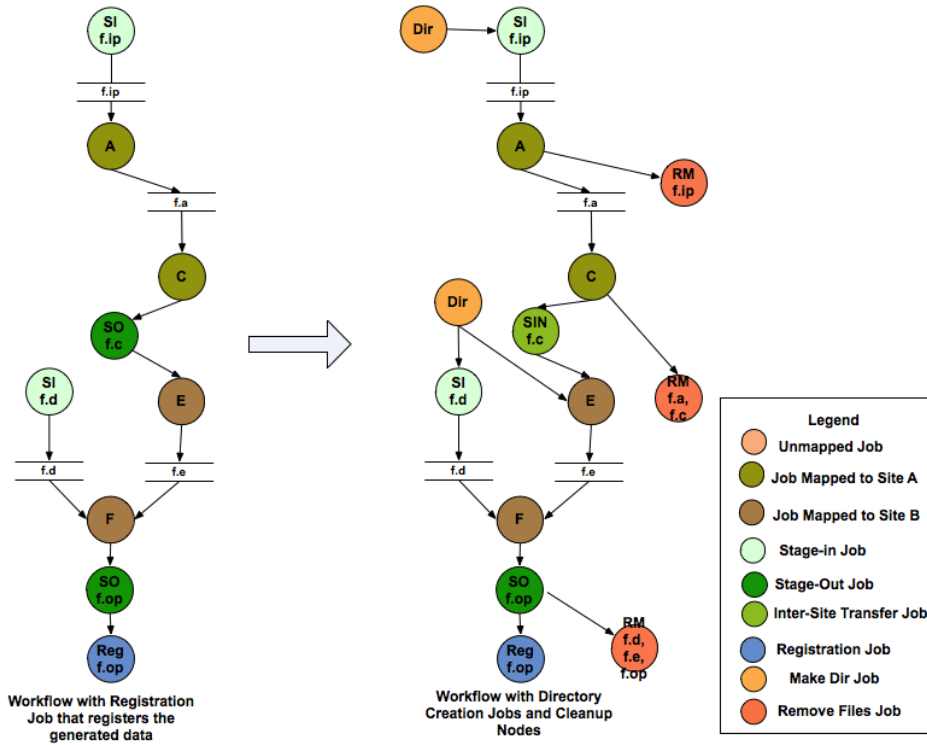 SI
f.ip
f.ip
A
f.a
C
SO
f.c
SI
f.d
E
f.d
f.e
F
SO
f.op
Reg
f.op
Workflow with Registration
Job that registers the
generated data
Dir
SI
f.ip
f.ip
A
RM
f.ip
f.a
C
Dir
SIN
f.c
SI
f.d
E
RM
f.a,
f.c
f.d
f.e
F
SO
f.op
RM
f.d,
f.e,
f.op
Reg
f.op
Workflow with Directory
Creation Jobs and Cleanup
Nodes
Legend
Unmapped Job
Job Mapped to Site A
Job Mapped to Site B
Stage-in Job
Stage-Out Job
Inter-Site Transfer Job
Registration Job
Make Dir Job
Remove Files Job